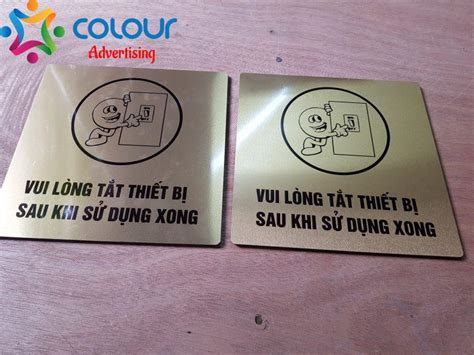 COLOUR
Advertising
VUI LÒNG TẮT THIẾT BỊ
SAU KHI SỬ DỤNG XONG
VUI LÒNG TẮT THIẾT BỊ
SAU KHI SỬ DỤNG XONG